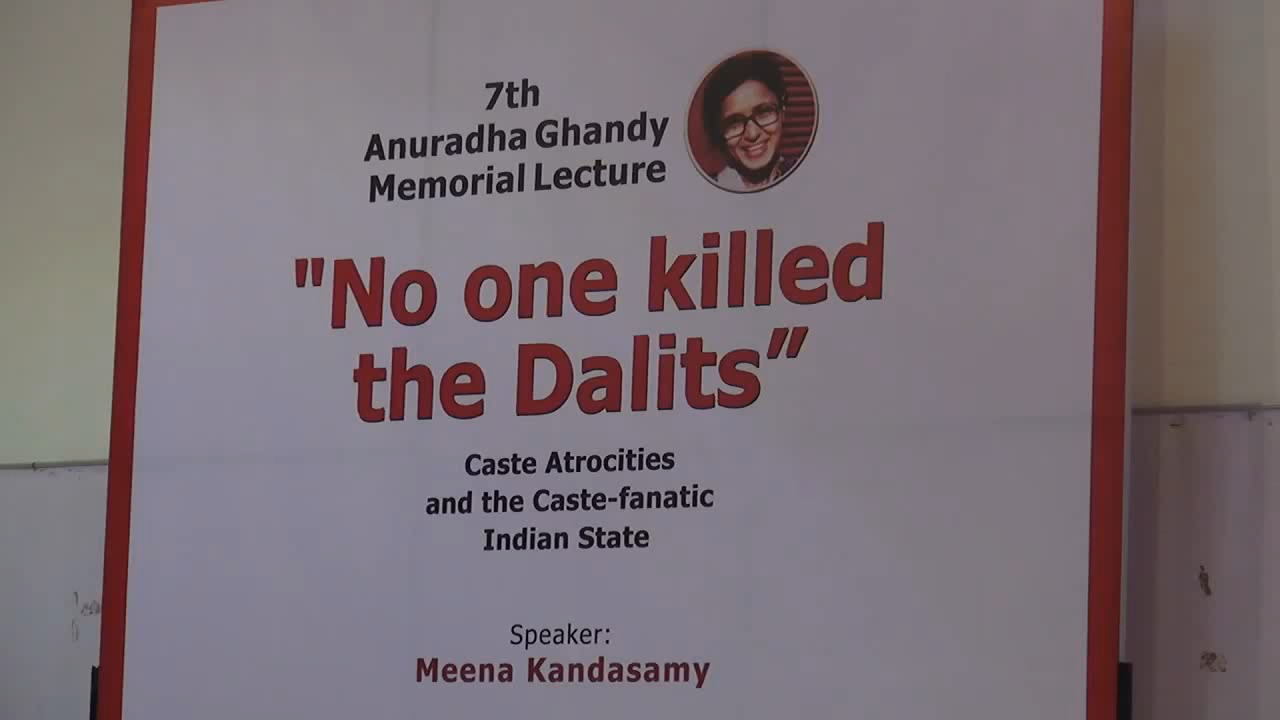 7th
Anuradha Ghandy
Memorial Lecture
"No one killed
the Dalits”
Caste Atrocities
and the Caste-fanatic
Indian State
Speaker:
Meena Kandasamy